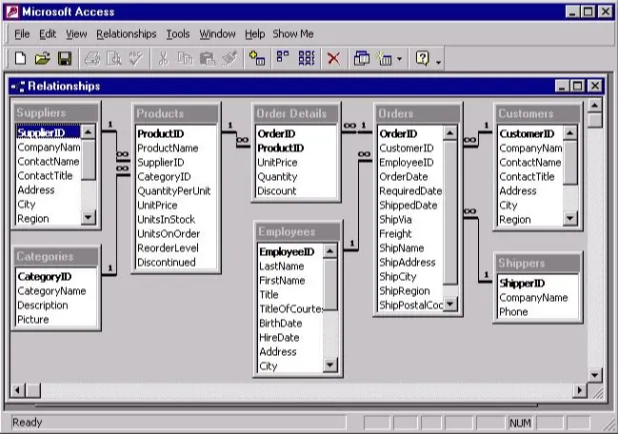 Microsoft Access
File Edit View Relationships Tools Window Help Show Me
Relationships
Suppliers
SupplierID
CompanyNam
ContactName
ContactTitle
Address
City
Region
Products
ProductID
ProductName
SupplierID
CategoryID
QuantityPerUnit
UnitPrice
UnitsInStock
UnitsOnOrder
ReorderLevel
Discontinued
Order Details
OrderID
ProductID
UnitPrice
Quantity
Discount
Orders
OrderID
CustomerID
EmployeeID
OrderDate
RequiredDate
ShippedDate
ShipVia
Freight
ShipName
ShipAddress
ShipCity
ShipRegion
ShipPostalCoc
Customers
CustomerID
CompanyNam
ContactName
ContactTitle
Address
City
Region
Categories
CategoryID
CategoryName
Description
Picture
Employees
EmployeeID
LastName
FirstName
Title
TitleOfCourtes
BirthDate
HireDate
Address
City
Shippers
ShipperID
CompanyName
Phone
1 ∞
1 ∞
1 ∞
∞ 1
1 ∞
∞ 1
∞ 1
Ready NUM